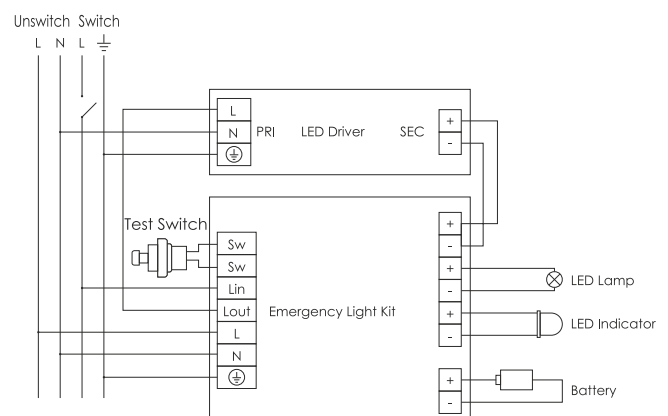 Unswitch Switch
L N L
L
N PRI LED Driver SEC
+
-
Test Switch
Sw
Sw
Lin
Lout Emergency Light Kit
L
N
+
-
+
- LED Lamp
+
- LED Indicator
+
- Battery